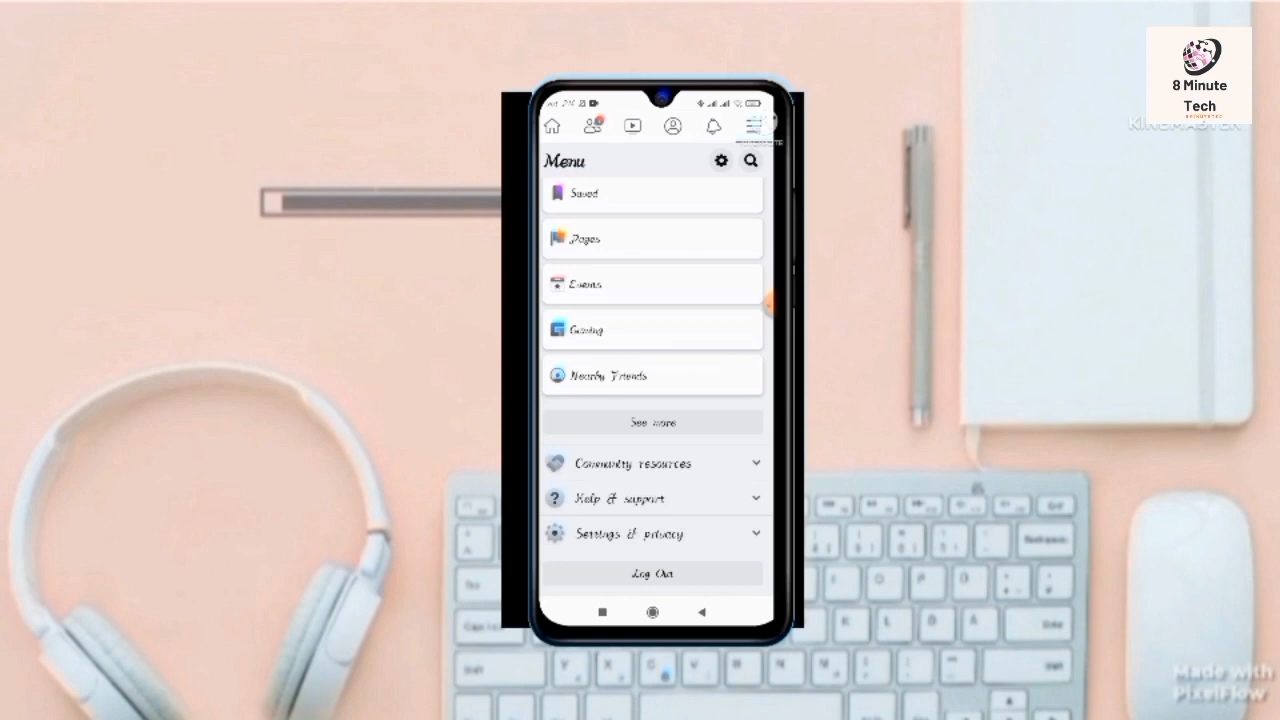 8 Minute
Tech
KINEMASTER
Menu
Saved
Pages
Events
Gaming
Nearby Friends
See more
Community resources
Help & support
Settings & privacy
Log Out
Made with
PixelFlow